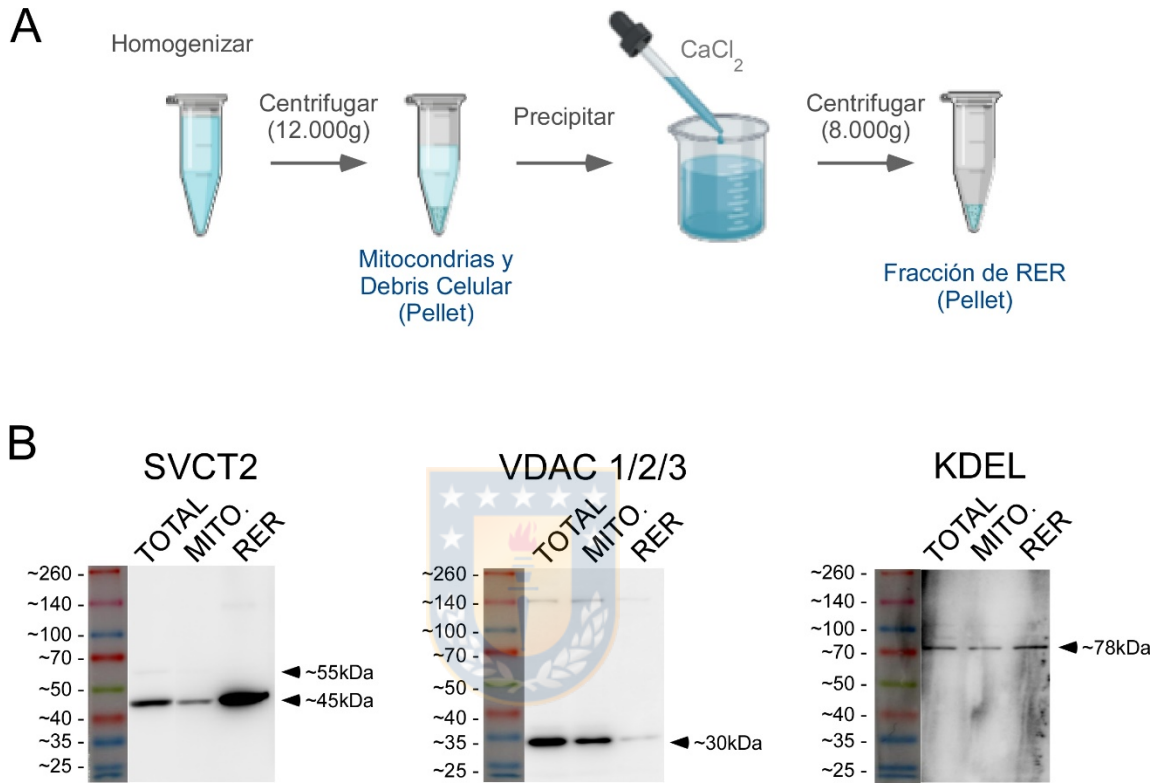 A
Homogenizar
Centrifugar
(12.000g)
Mitocondrias y
Debris Celular
(Pellet)
Precipitar
CaCl2
Centrifugar
(8.000g)
Fracción de RER
(Pellet)
B
SVCT2
TOTAL
MITO.
RER
~260 -
~140 -
~100 -
~70 -
~50 -
~40 -
~35 -
~25 -
~55kDa
~45kDa
VDAC 1/2/3
TOTAL
MITO.
RER
~260 -
~140 -
~100 -
~70 -
~50 -
~40 -
~35 -
~25 -
~30kDa
KDEL
TOTAL
MITO.
RER
~260 -
~140 -
~100 -
~70 -
~50 -
~40 -
~35 -
~25 -
~78kDa